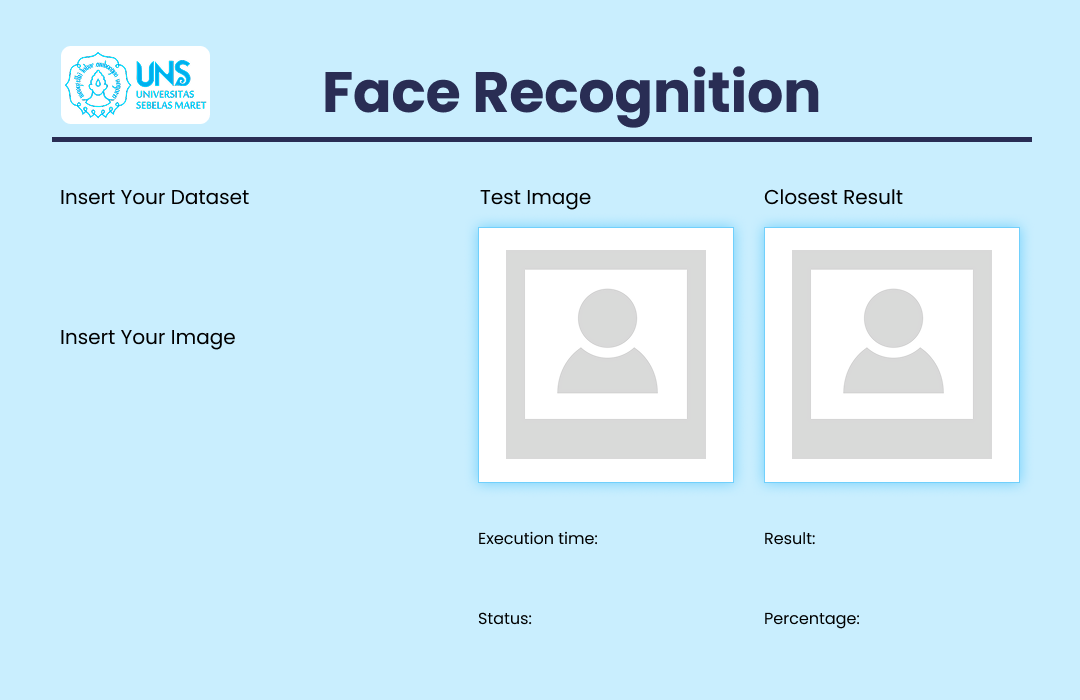 UNS
UNIVERSITAS
SEBELAS MARET
Face Recognition
Insert Your Dataset
Test Image
Closest Result
Insert Your Image
Execution time:
Result:
Status:
Percentage: